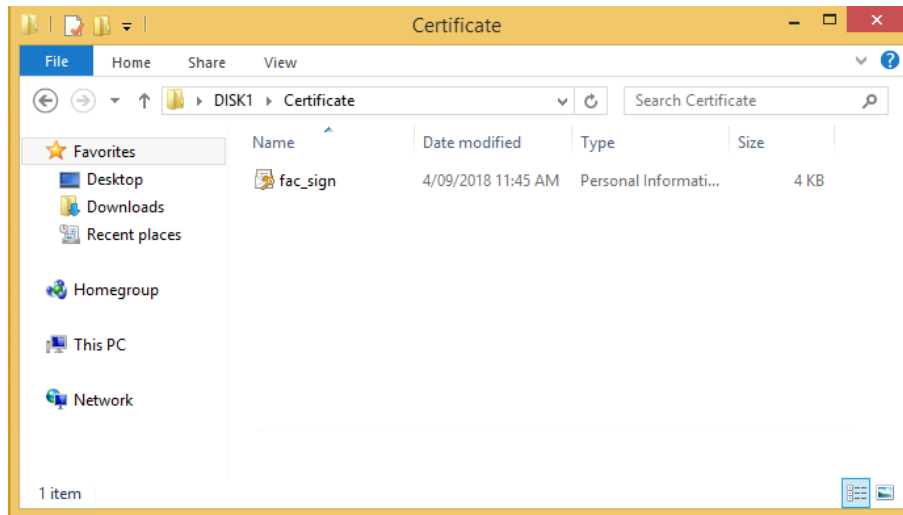 Certificate
File Home Share View
DISK1 Certificate Search Certificate
Name Date modified Type Size
Favorites
fac_sign 4/09/2018 11:45 AM Personal Informati... 4 KB
Desktop
Downloads
Recent places
Homegroup
This PC
Network
1 item